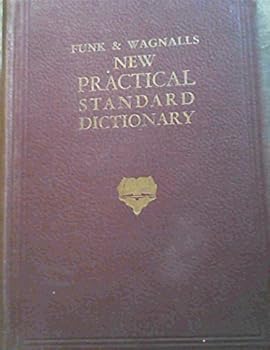 FUNK & WAGNALLS
NEW
PRACTICAL
STANDARD
DICTIONARY